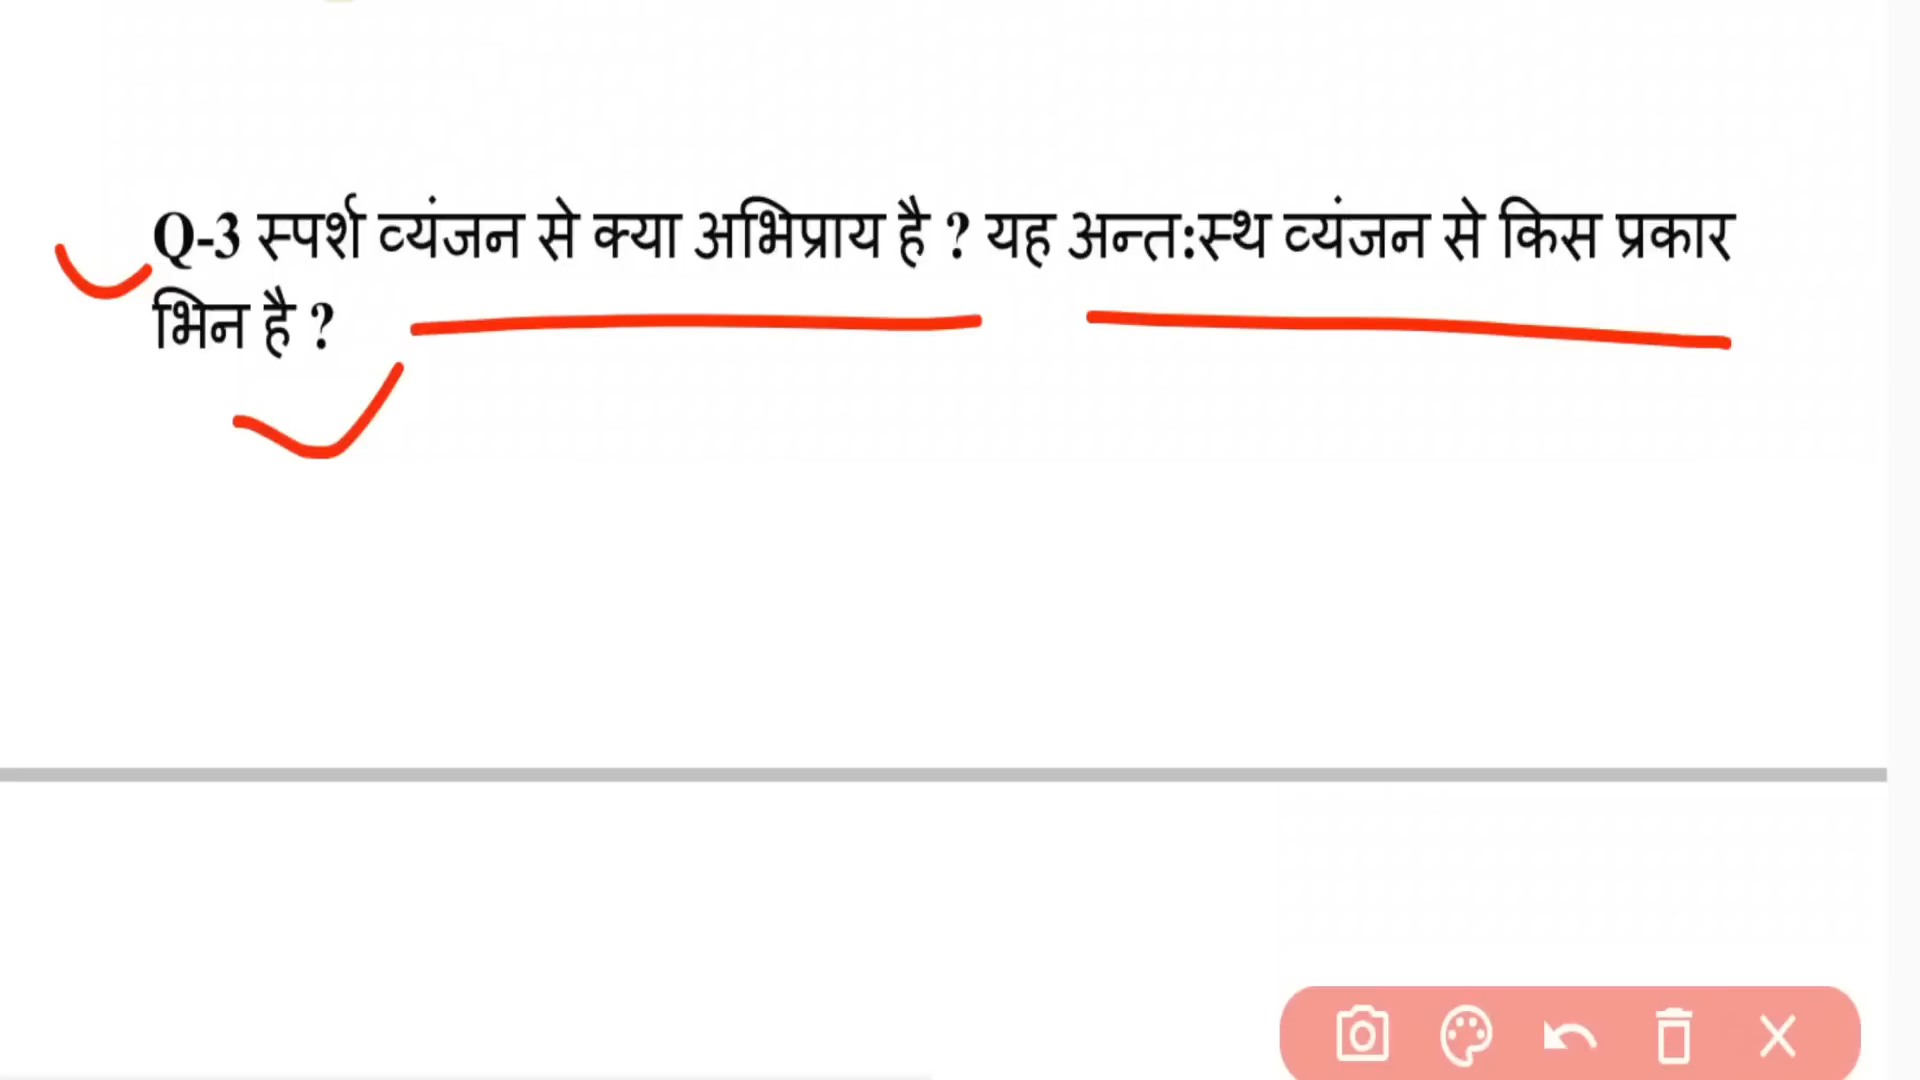 Q-3 स्पर्श व्यंजन से क्या अभिप्राय है ? यह अन्त:स्थ व्यंजन से किस प्रकार
भिन है ?